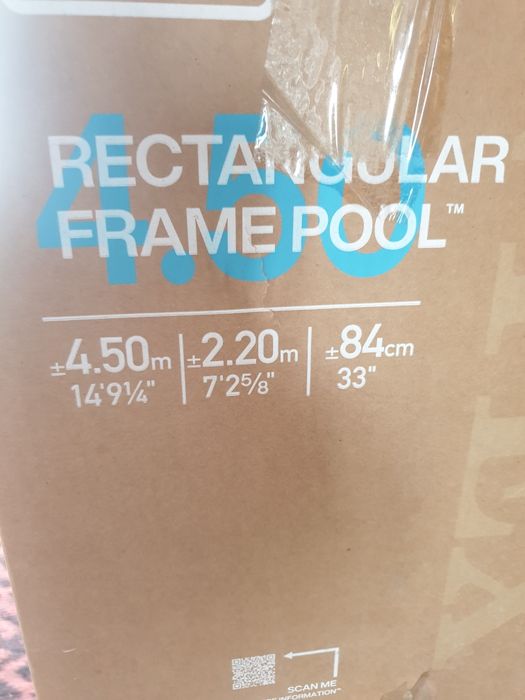 4.50
RECTANGULAR
FRAME POOL™
±4.50m ±2.20m ±84cm
14'9¼" 7'2⅝" 33"
SCAN ME
INFORMATION